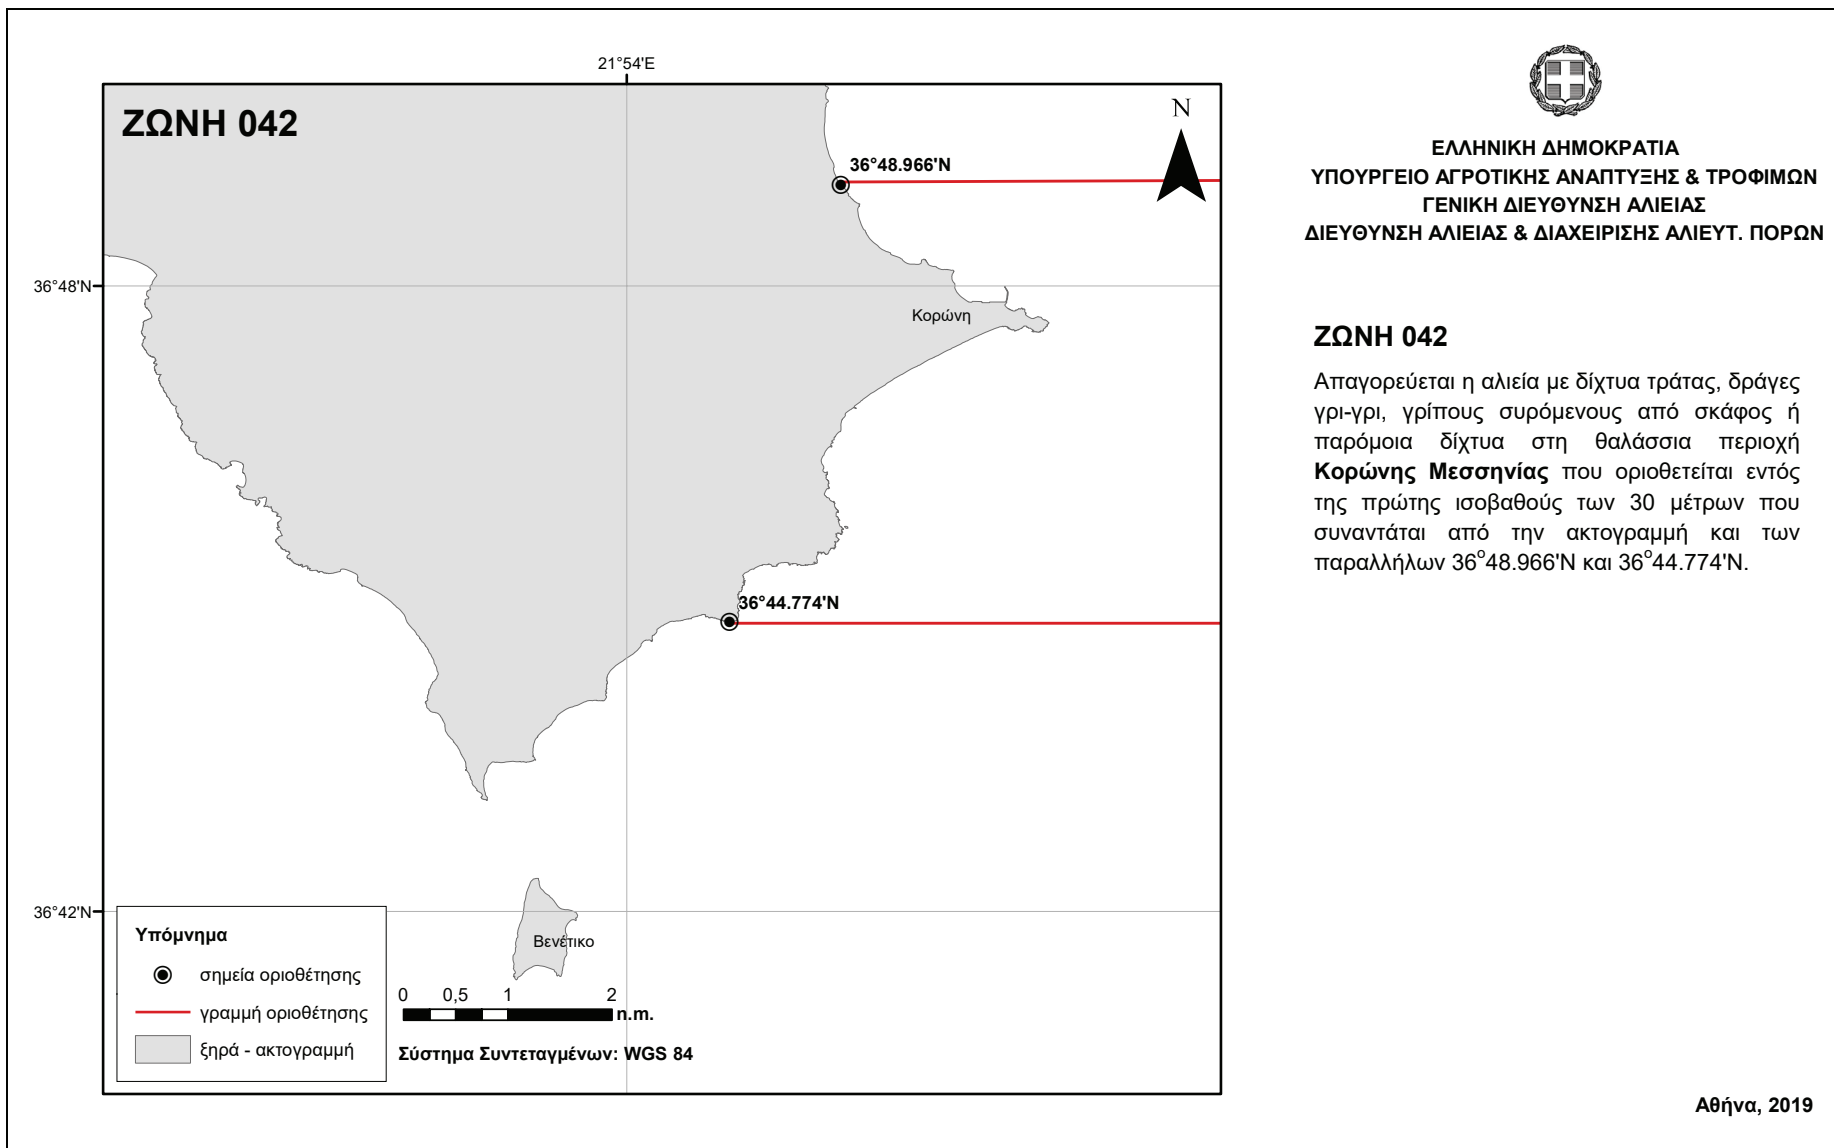 21°54'E
ΖΩΝΗ 042
N
36°48.966'N
36°48'N
Κορώνη
36°44.774'N
36°42'N
Βενέτικο
Υπόμνημα
σημεία οριοθέτησης
γραμμή οριοθέτησης
ξηρά - ακτογραμμή
0 0,5 1 2
n.m.
Σύστημα Συντεταγμένων: WGS 84
ΕΛΛΗΝΙΚΗ ΔΗΜΟΚΡΑΤΙΑ
ΥΠΟΥΡΓΕΙΟ ΑΓΡΟΤΙΚΗΣ ΑΝΑΠΤΥΞΗΣ & ΤΡΟΦΙΜΩΝ
ΓΕΝΙΚΗ ΔΙΕΥΘΥΝΣΗ ΑΛΙΕΙΑΣ
ΔΙΕΥΘΥΝΣΗ ΑΛΙΕΙΑΣ & ΔΙΑΧΕΙΡΙΣΗΣ ΑΛΙΕΥΤ. ΠΟΡΩΝ
ΖΩΝΗ 042
Απαγορεύεται η αλιεία με δίχτυα τράτας, δράγες
γρι-γρι, γρίπους συρόμενους από σκάφος ή
παρόμοια δίχτυα στη θαλάσσια περιοχή
Κορώνης Μεσσηνίας που οριοθετείται εντός
της πρώτης ισοβαθούς των 30 μέτρων που
συναντάται από την ακτογραμμή και των
παραλλήλων 36°48.966'N και 36°44.774'N.
Αθήνα, 2019